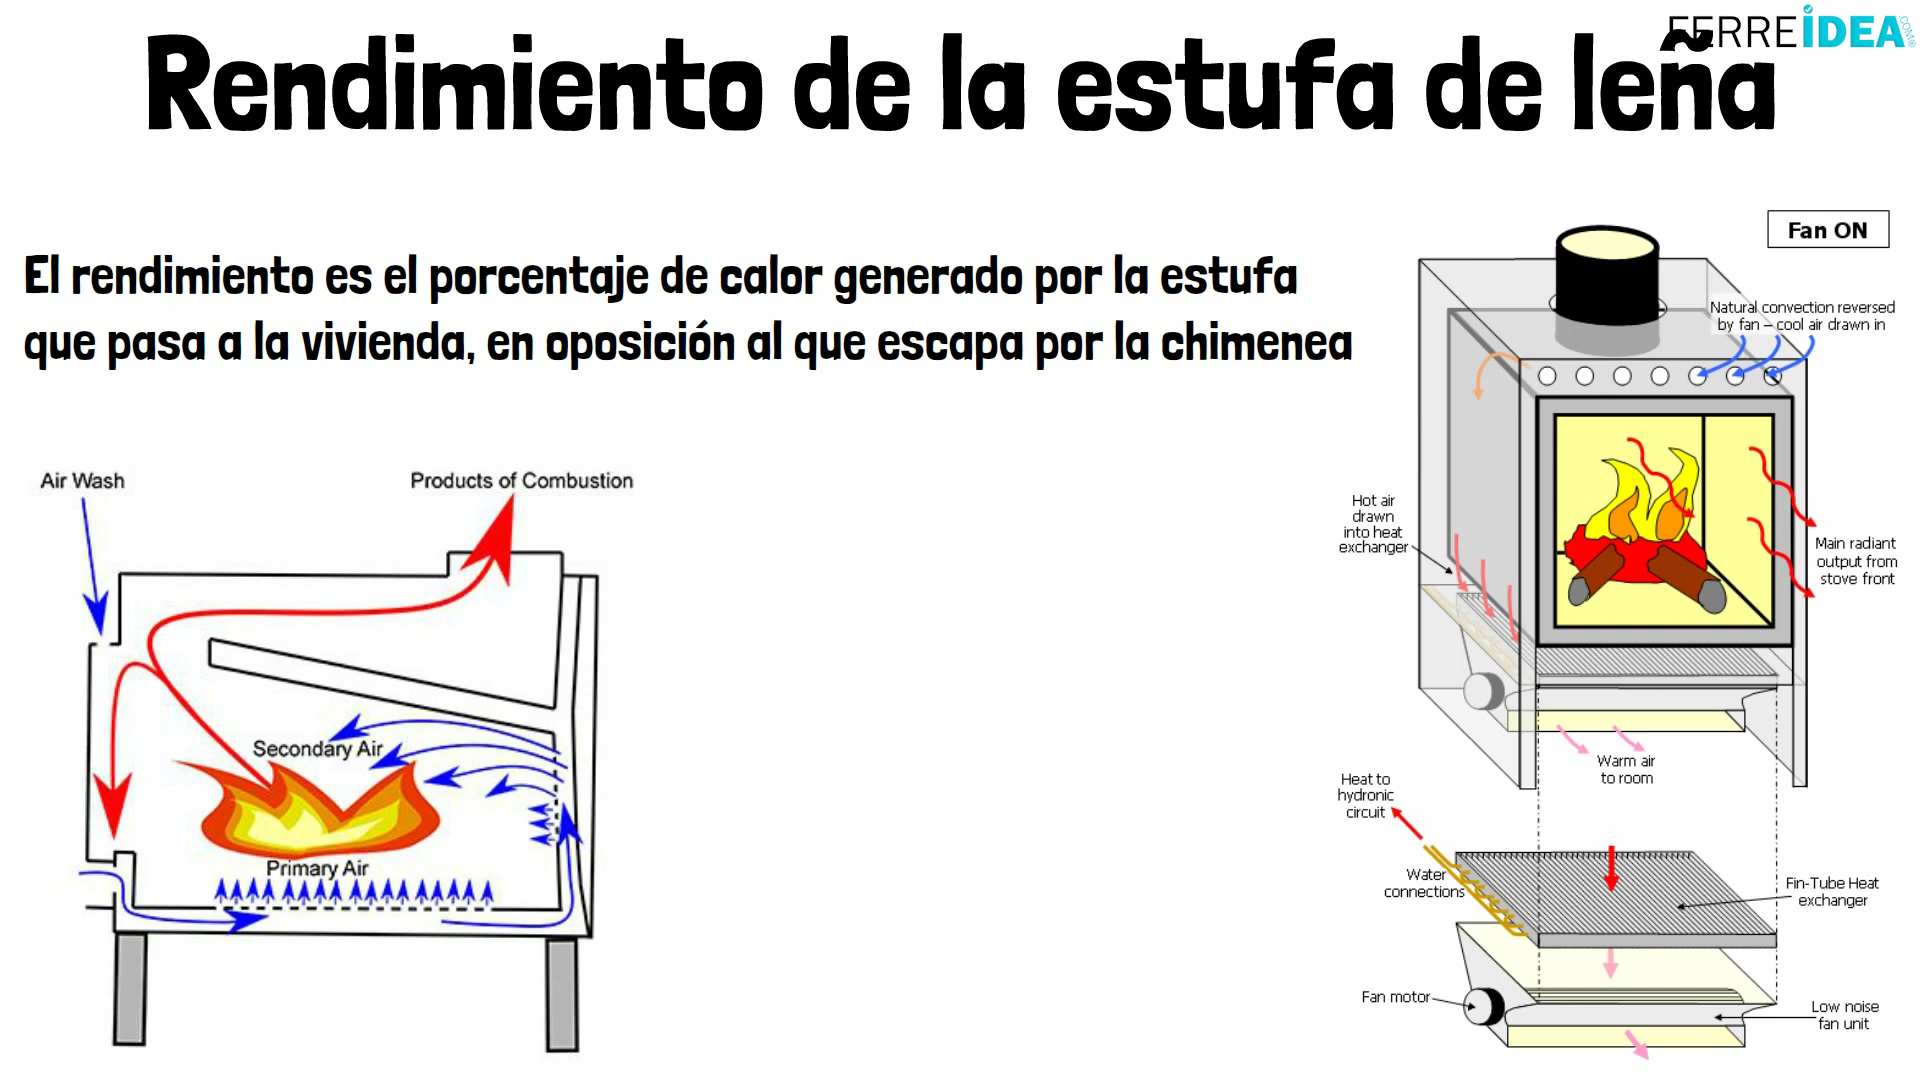 FERREiDEA.COM®
Rendimiento de la estufa de leña
El rendimiento es el porcentaje de calor generado por la estufa
que pasa a la vivienda, en oposición al que escapa por la chimenea
Air Wash
Products of Combustion
Secondary Air
Primary Air
Fan ON
Natural convection reversed
by fan – cool air drawn in
Hot air
drawn
into heat
exchanger
Main radiant
output from
stove front
Warm air
to room
Heat to
hydronic
circuit
Water
connections
Fin-Tube Heat
exchanger
Fan motor
Low noise
fan unit